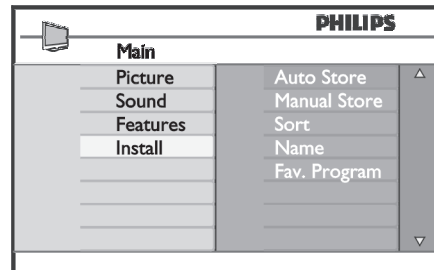 PHILIPS
Main
Picture
Sound
Features
Install
Auto Store
Manual Store
Sort
Name
Fav. Program